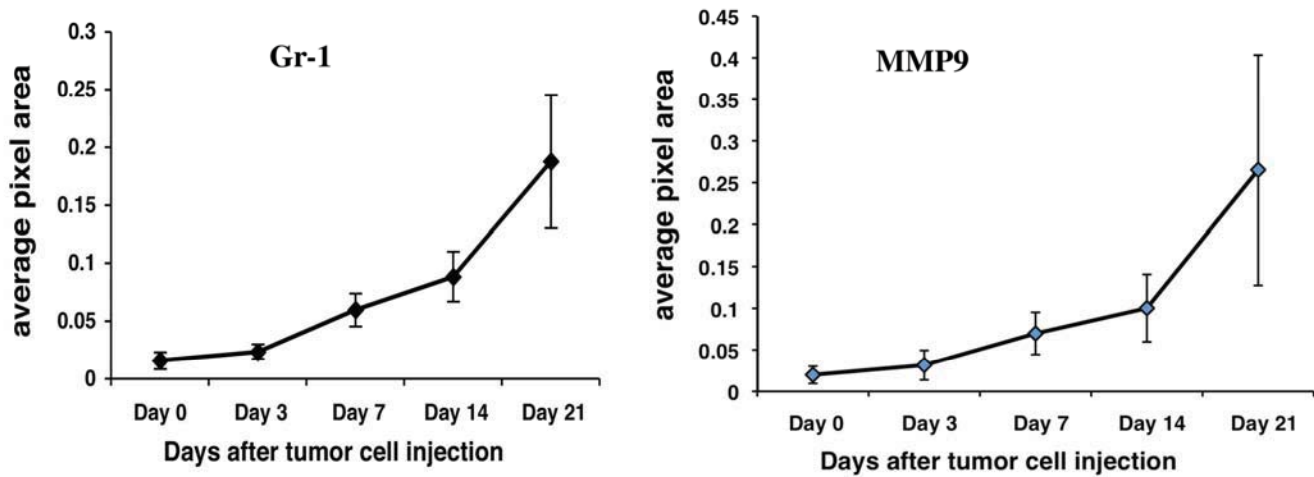 Gr-1
average pixel area
0.3
0.25
0.2
0.15
0.1
0.05
0
Day 0 Day 3 Day 7 Day 14 Day 21
Days after tumor cell injection
MMP9
average pixel area
0.45
0.4
0.35
0.3
0.25
0.2
0.15
0.1
0.05
0
Day 0 Day 3 Day 7 Day 14 Day 21
Days after tumor cell injection